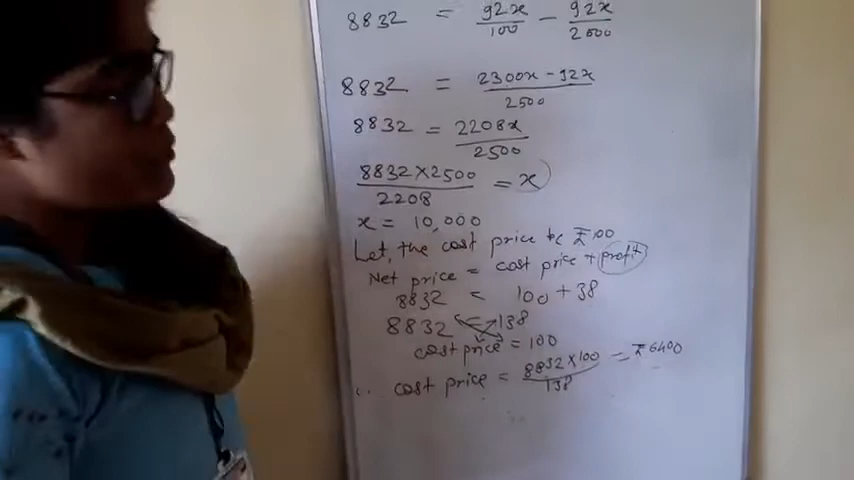 8832 = 92x/100 - 92x/2500
8832 = 2300x - 92x/2500
8832 = 2208x/2500
8832 × 2500/2208 = x
x = 10,000
Let, the cost price be ₹100
Net price = cost price + profit
8832 = 100 + 38
8832 = 138
cost price = 100
∴ cost price = 8832 × 100/138 = ₹6400